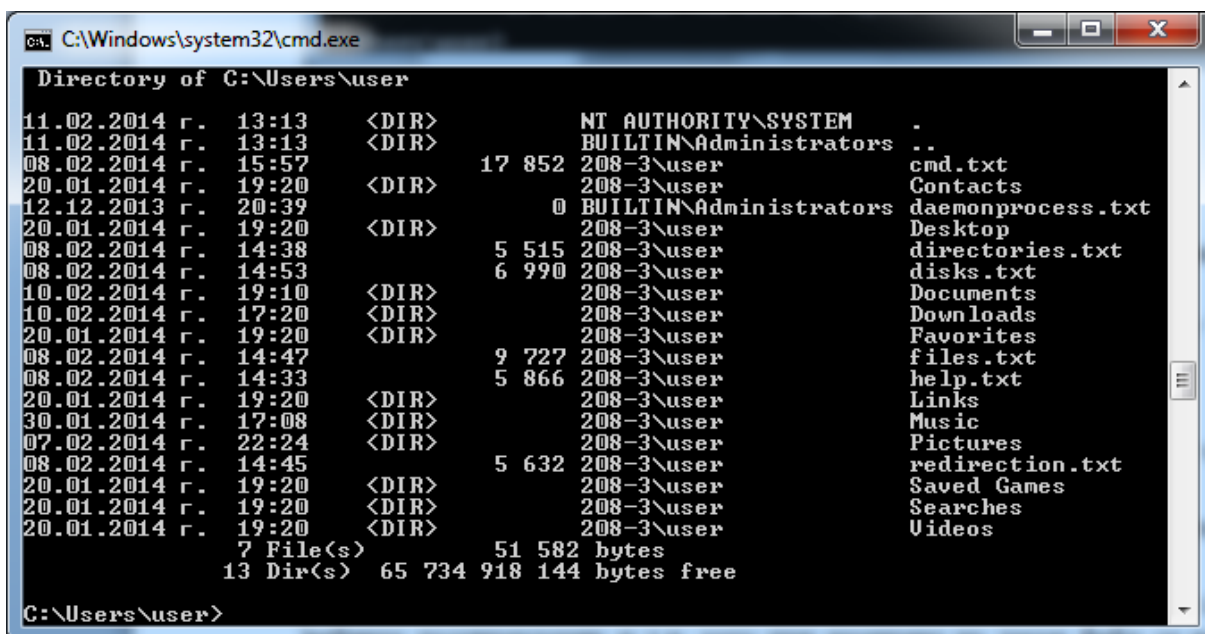 C:\Windows\system32\cmd.exe
Directory of C:\Users\user
11.02.2014 г. 13:13 <DIR> NT AUTHORITY\SYSTEM .
11.02.2014 г. 13:13 <DIR> BUILTIN\Administrators ..
08.02.2014 г. 15:57 17 852 208-3\user cmd.txt
20.01.2014 г. 19:20 <DIR> 208-3\user Contacts
12.12.2013 г. 20:39 0 BUILTIN\Administrators daemonprocess.txt
20.01.2014 г. 19:20 <DIR> 208-3\user Desktop
08.02.2014 г. 14:38 5 515 208-3\user directories.txt
08.02.2014 г. 14:53 6 990 208-3\user disks.txt
10.02.2014 г. 19:10 <DIR> 208-3\user Documents
10.02.2014 г. 17:20 <DIR> 208-3\user Downloads
20.01.2014 г. 19:20 <DIR> 208-3\user Favorites
08.02.2014 г. 14:47 9 727 208-3\user files.txt
08.02.2014 г. 14:33 5 866 208-3\user help.txt
20.01.2014 г. 19:20 <DIR> 208-3\user Links
30.01.2014 г. 17:08 <DIR> 208-3\user Music
07.02.2014 г. 22:24 <DIR> 208-3\user Pictures
08.02.2014 г. 14:45 5 632 208-3\user redirection.txt
20.01.2014 г. 19:20 <DIR> 208-3\user Saved Games
20.01.2014 г. 19:20 <DIR> 208-3\user Searches
20.01.2014 г. 19:20 <DIR> 208-3\user Videos
7 File(s) 51 582 bytes
13 Dir(s) 65 734 918 144 bytes free
C:\Users\user>